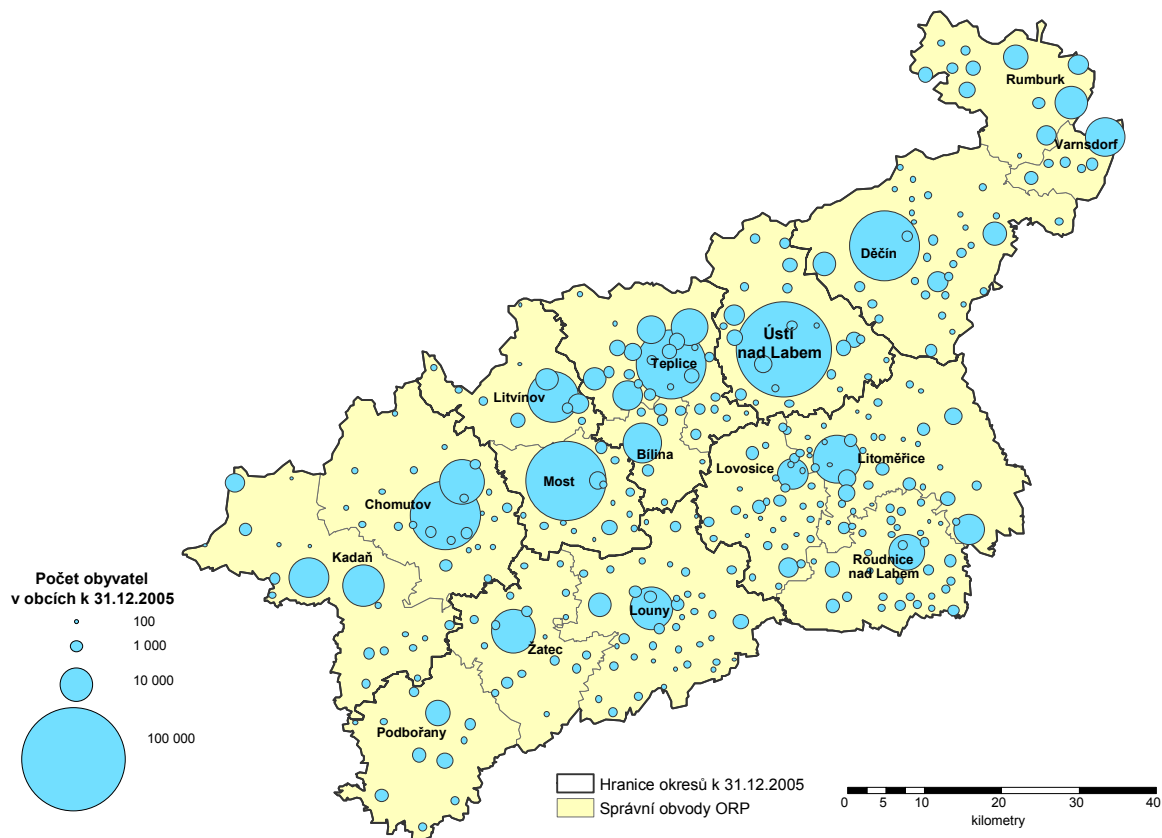 Rumburk
Varnsdorf
Děčín
Ústí
nad Labem
Teplice
Litvínov
Bílina
Most
Lovosice
Litoměřice
Chomutov
Kadaň
Roudnice
nad Labem
Louny
Žatec
Podbořany
Počet obyvatel
v obcích k 31.12.2005
100
1 000
10 000
100 000
Hranice okresů k 31.12.2005
Správní obvody ORP
0 5 10 20 30 40
kilometry